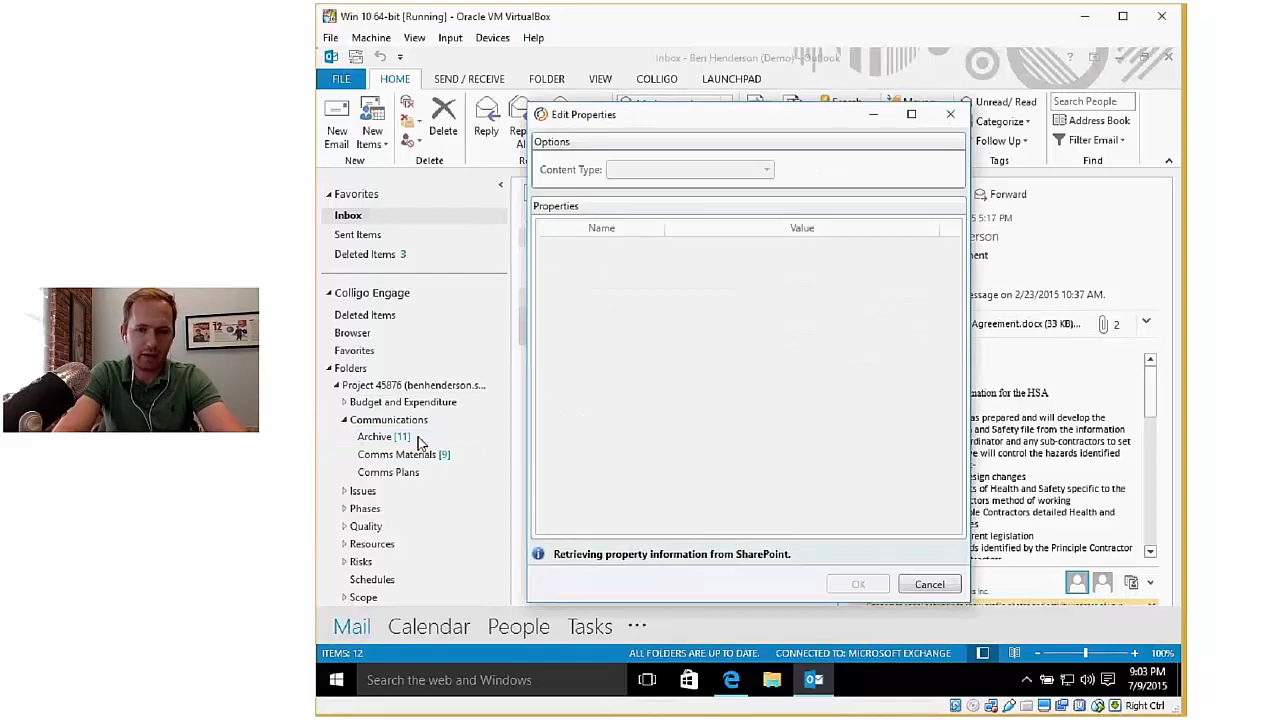 Win 10 64-bit [Running] - Oracle VM VirtualBox
File Machine View Input Devices Help
Inbox - Ben Henderson (Demo) - Outlook
FILE HOME SEND / RECEIVE FOLDER VIEW COLLIGO LAUNCHPAD
New Email
New Items
New
Delete
Delete
Reply
Unread/ Read
Categorize
Follow Up
Tags
Search People
Address Book
Filter Email
Find
Favorites
Inbox
Sent Items
Deleted Items 3
Colligo Engage
Deleted Items
Browser
Favorites
Folders
Project 45876 (benhenderson.s...
Budget and Expenditure
Communications
Archive [11]
Comms Materials [9]
Comms Plans
Issues
Phases
Quality
Resources
Risks
Schedules
Scope
Edit Properties
Options
Content Type:
Properties
Name Value
Retrieving property information from SharePoint.
OK Cancel
Forward
5:17 PM
2/23/2015 10:37 AM.
Agreement.docx (33 KB)... 2
mation for the HSA
as prepared and will develop the
and Safety file from the information
ordinator and any sub-contractors to set
e will control the hazards identified
esign changes
ts of Health and Safety specific to the
actors method of working
ple Contractors detailed Health and
rent legislation
ards identified by the Principle Contractor
Mail Calendar People Tasks ...
ITEMS: 12 ALL FOLDERS ARE UP TO DATE. CONNECTED TO: MICROSOFT EXCHANGE 100%
Search the web and Windows
9:03 PM
7/9/2015
Right Ctrl